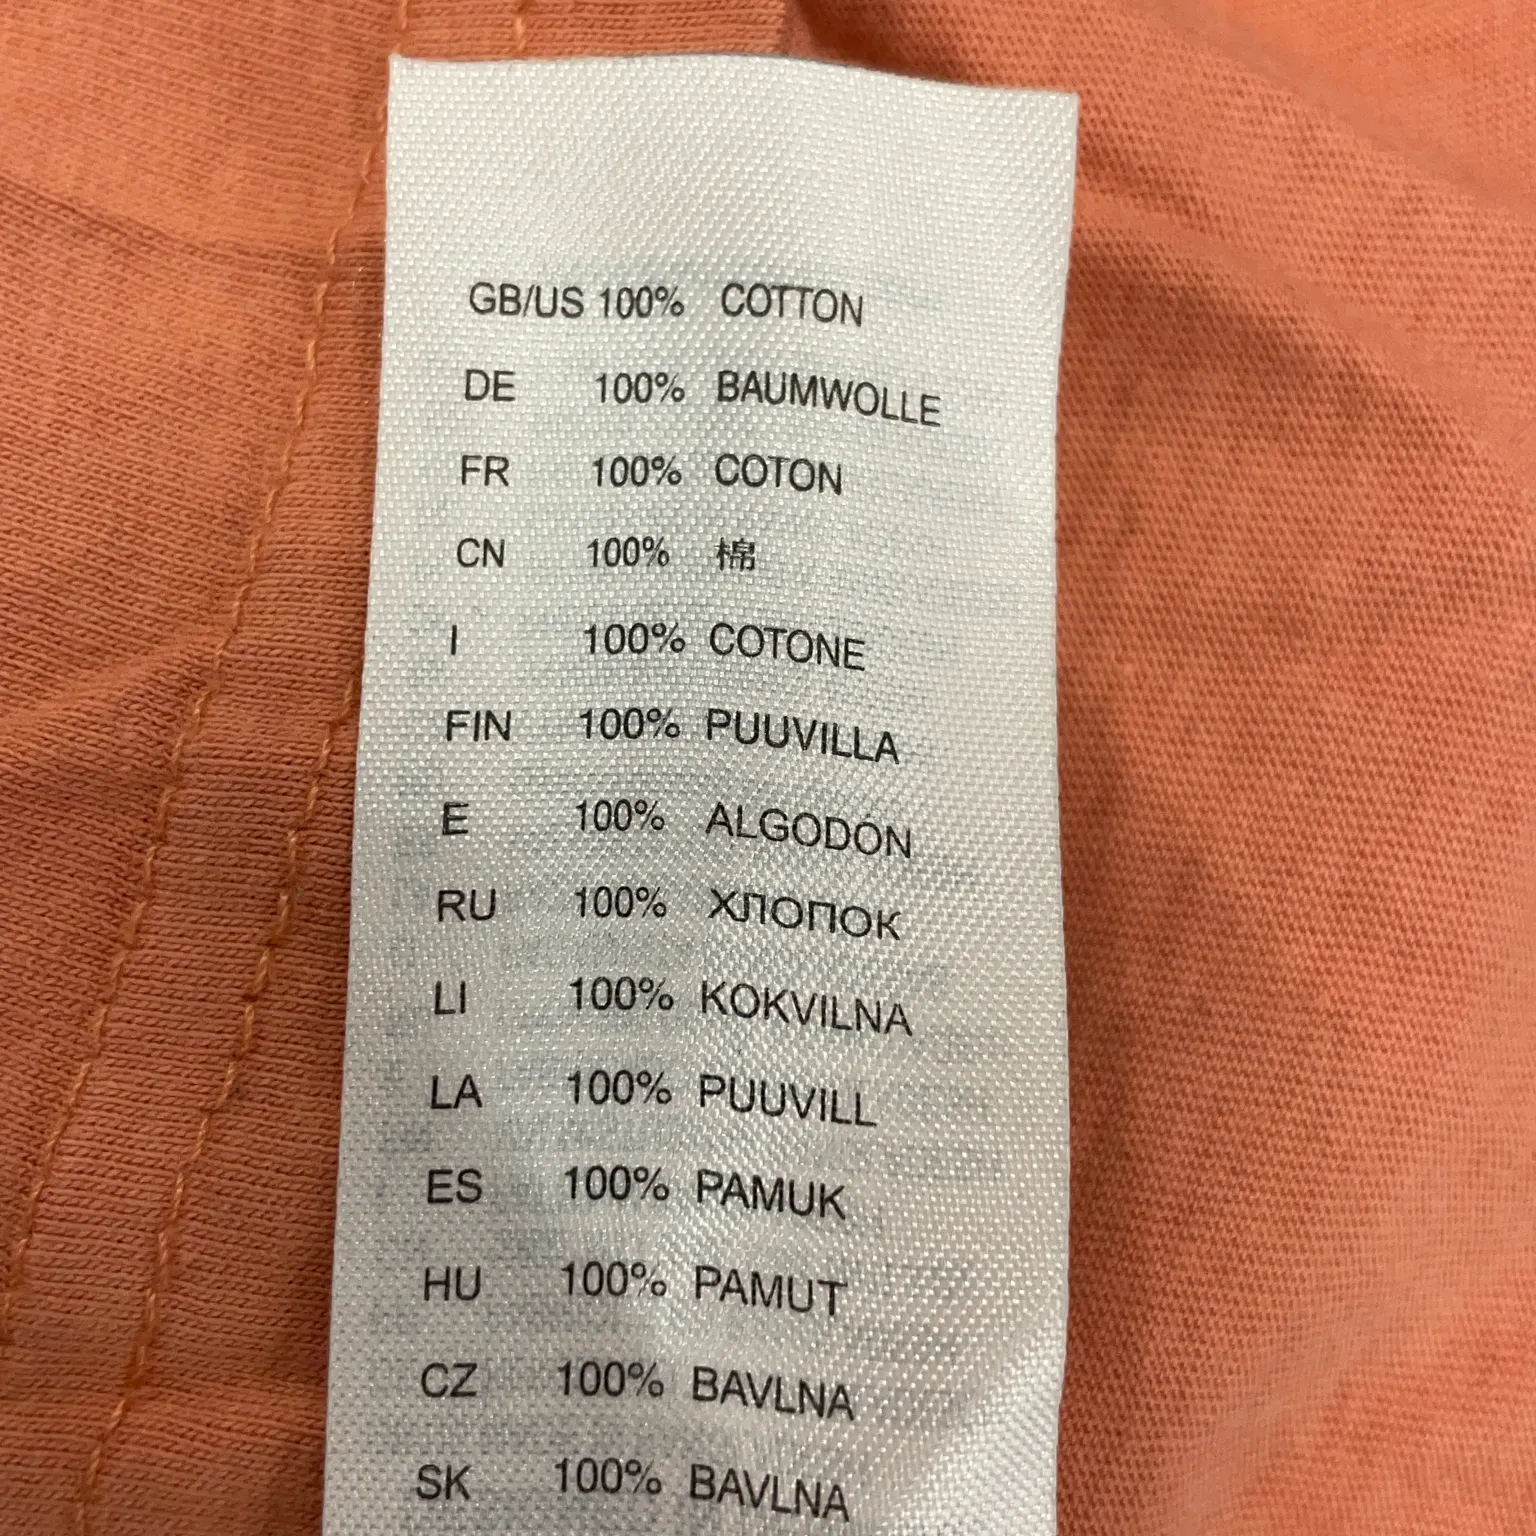 GB/US 100% COTTON
DE 100% BAUMWOLLE
FR 100% COTON
CN 100% 棉
I 100% COTONE
FIN 100% PUUVILLA
E 100% ALGODÓN
RU 100% ХЛОПОК
LI 100% KOKVILNA
LA 100% PUUVILL
ES 100% PAMUK
HU 100% PAMUT
CZ 100% BAVLNA
SK 100% BAVLNA